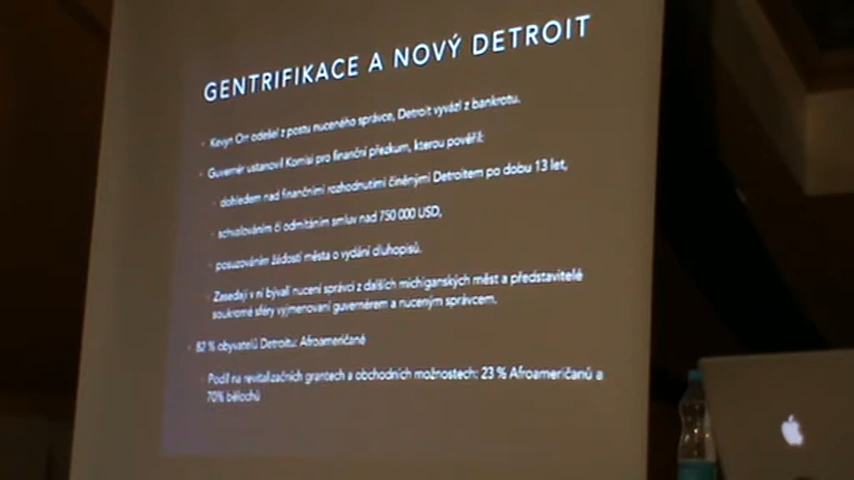 GENTRIFIKACE A NOVÝ DETROIT
Kevyn Orr odešel z postu nuceného správce, Detroit vyvázl z bankrotu.
Guvernér ustanovil Komisi pro finanční přezkum, kterou pověřil:
dohledem nad finančními rozhodnutími činěnými Detroitem po dobu 13 let,
schvalováním či odmítáním smluv nad 750 000 USD,
posuzováním žádostí města o vydání dluhopisů.
Zasedají v ní bývalí nucení správci z dalších michiganských měst a představitelé
soukromé sféry vyjmenovaní guvernérem a nuceným správcem.
82 % obyvatelů Detroitu: Afroameričané
Podíl na revitalizačních grantech a obchodních možnostech: 23 % Afroameričanů a
70% bělochů